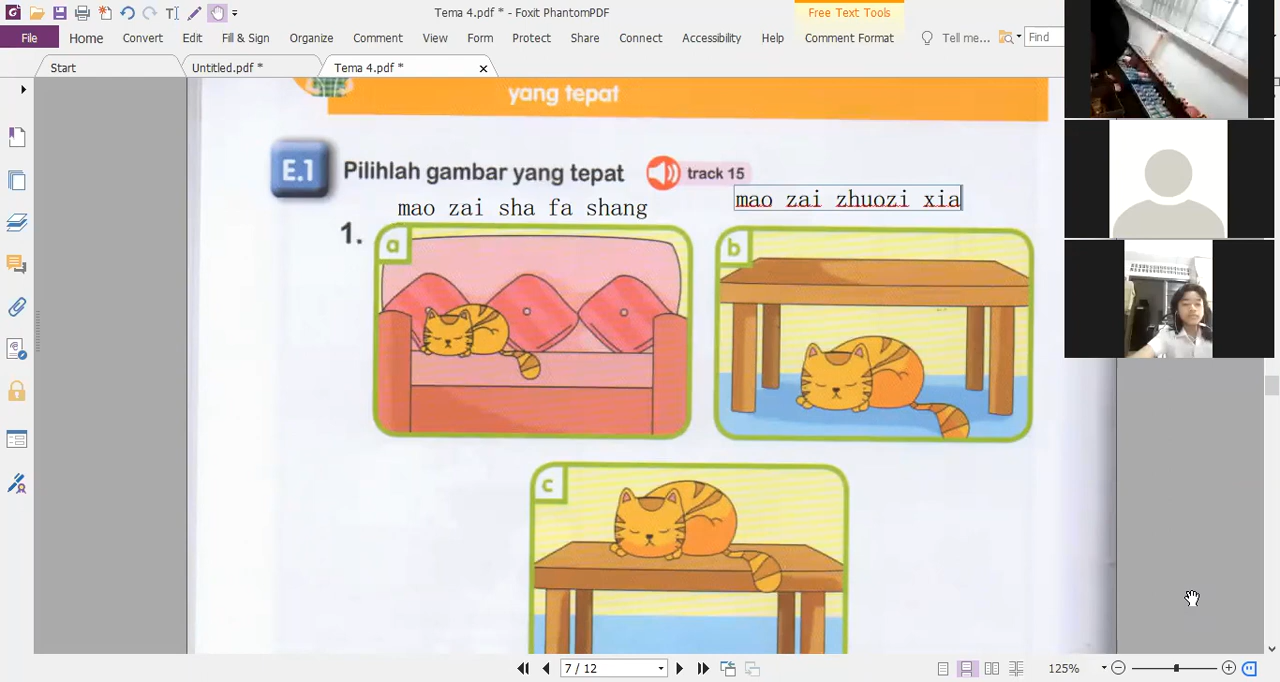 Tema 4.pdf * - Foxit PhantomPDF
Free Text Tools
File Home Convert Edit Fill & Sign Organize Comment View Form Protect Share Connect Accessibility Help Comment Format Tell me... Find
Start Untitled.pdf * Tema 4.pdf *
yang tepat
E.1 Pilihlah gambar yang tepat track 15
mao zai sha fa shang
mao zai zhuozi xia
1.
a
b
c
7 / 12
125%